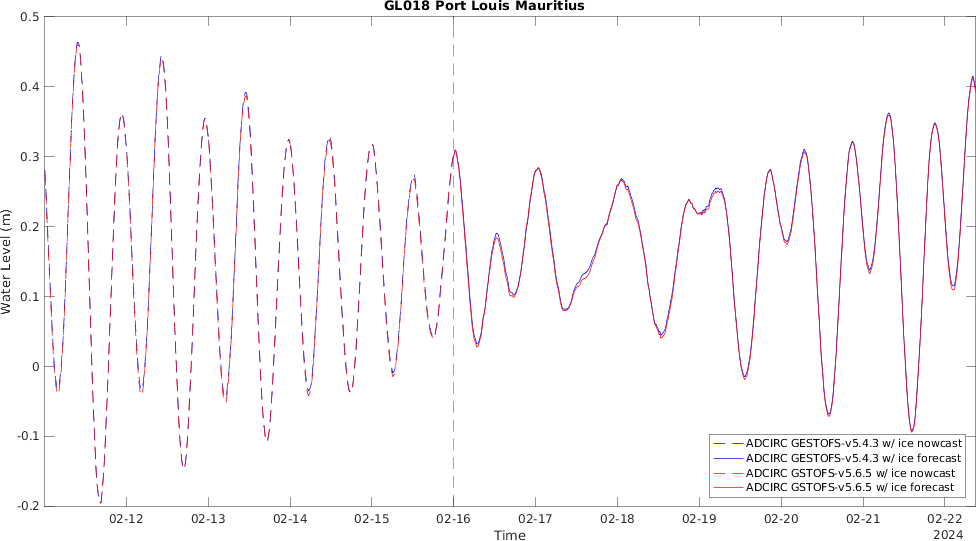 GL018 Port Louis Mauritius
0.5
0.4
0.3
0.2
0.1
0
-0.1
-0.2
Water Level (m)
ADCIRC GESTOFS-v5.4.3 w/ ice nowcast
ADCIRC GESTOFS-v5.4.3 w/ ice forecast
ADCIRC GSTOFS-v5.6.5 w/ ice nowcast
ADCIRC GSTOFS-v5.6.5 w/ ice forecast
02-12 02-13 02-14 02-15 02-16 02-17 02-18 02-19 02-20 02-21 02-22
Time
2024